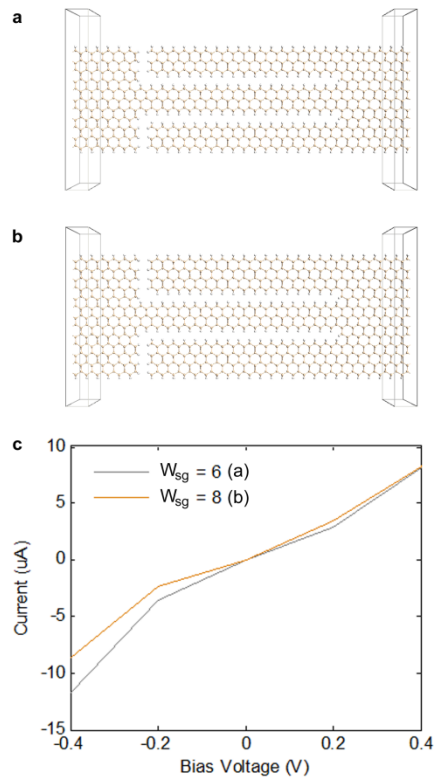 a
b
c
10
5
0
-5
-10
-15
W_sg = 6 (a)
W_sg = 8 (b)
Current (uA)
-0.4 -0.2 0 0.2 0.4
Bias Voltage (V)